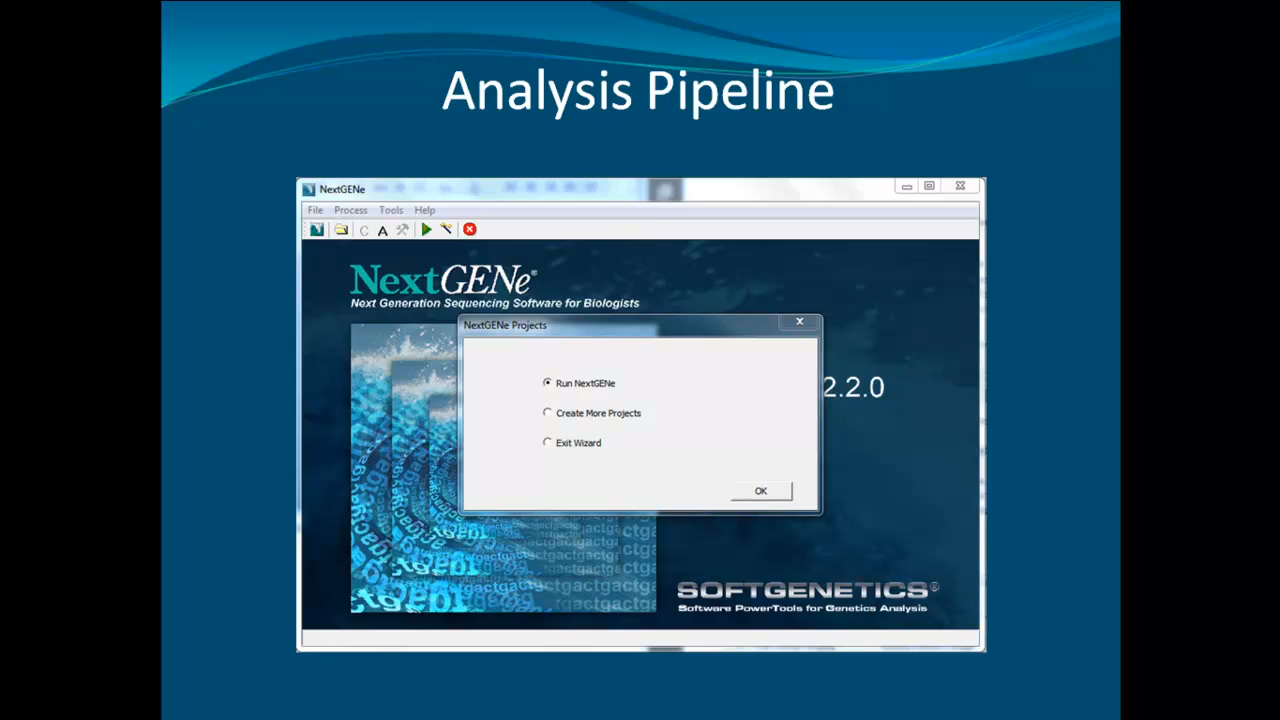 Analysis Pipeline
NextGENe
File Process Tools Help
C A
NextGENe®
Next Generation Sequencing Software for Biologists
NextGENe Projects
Run NextGENe
2.2.0
Create More Projects
Exit Wizard
OK
SOFTGENETICS®
Software PowerTools for Genetics Analysis